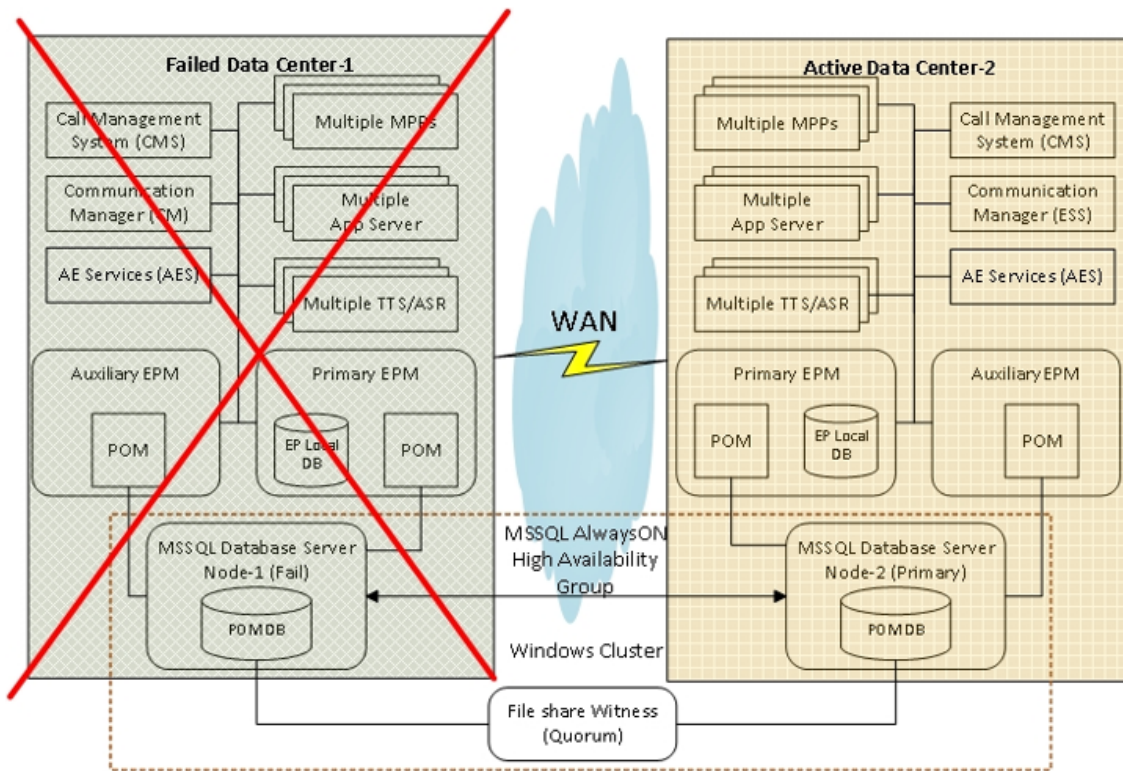 Failed Data Center-1
Call Management
System (CMS)
Multiple MPPs
Communication
Manager (CM)
Multiple
App Server
AE Services (AES)
Multiple TTS/ASR
Auxiliary EPM
POM
Primary EPM
EP Local
DB
POM
MSSQL Database Server
Node-1 (Fail)
POMDB
WAN
MSSQL AlwaysON
High Availability
Group
Windows Cluster
File share Witness
(Quorum)
Active Data Center-2
Multiple MPPs
Call Management
System (CMS)
Multiple
App Server
Communication
Manager (ESS)
Multiple TTS/ASR
AE Services (AES)
Primary EPM
POM
EP Local
DB
Auxiliary EPM
POM
MSSQL Database Server
Node-2 (Primary)
POMDB